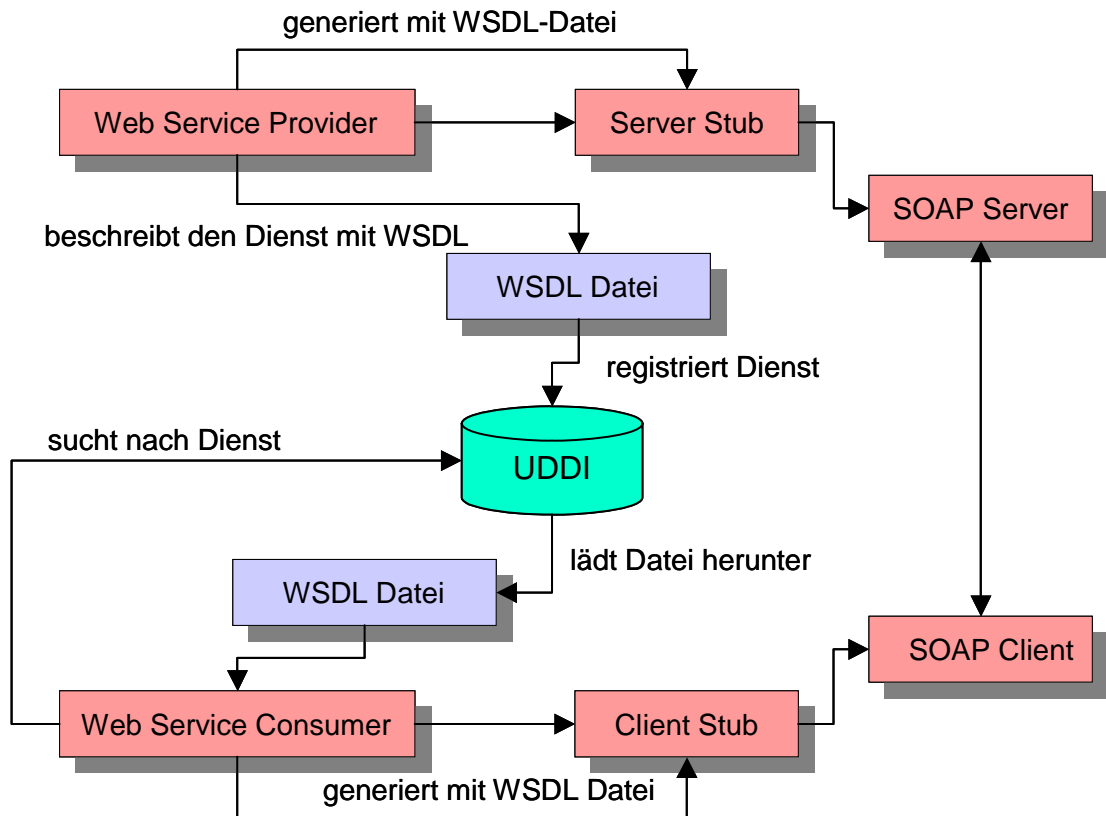 generiert mit WSDL-Datei
Web Service Provider
Server Stub
SOAP Server
beschreibt den Dienst mit WSDL
WSDL Datei
registriert Dienst
sucht nach Dienst
UDDI
lädt Datei herunter
WSDL Datei
SOAP Client
Web Service Consumer
Client Stub
generiert mit WSDL Datei